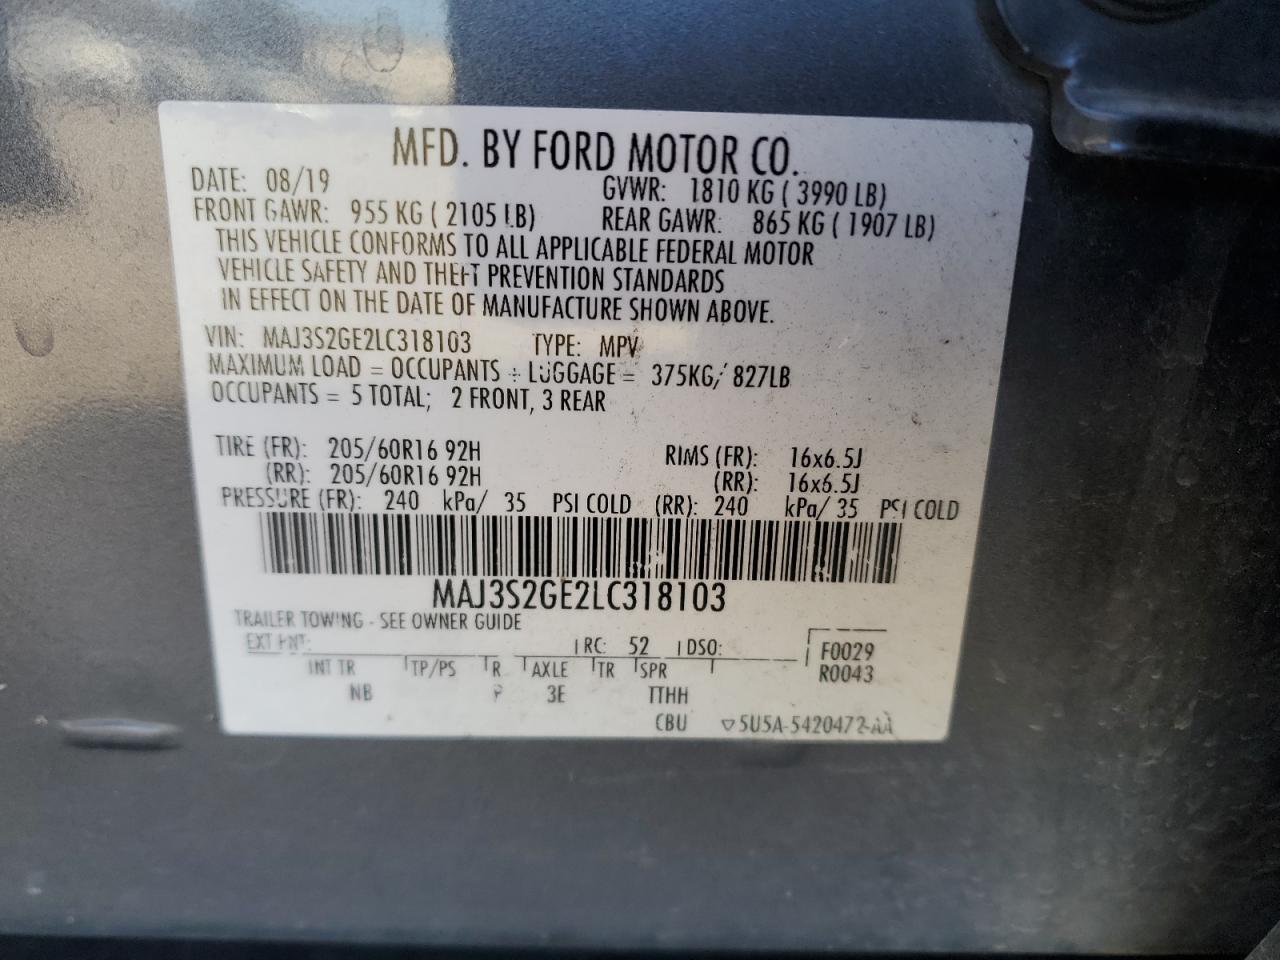 MFD. BY FORD MOTOR CO.
DATE: 08/19 GVWR: 1810 KG ( 3990 LB)
FRONT GAWR: 955 KG ( 2105 LB) REAR GAWR: 865 KG ( 1907 LB)
THIS VEHICLE CONFORMS TO ALL APPLICABLE FEDERAL MOTOR
VEHICLE SAFETY AND THEFT PREVENTION STANDARDS
IN EFFECT ON THE DATE OF MANUFACTURE SHOWN ABOVE.
VIN: MAJ3S2GE2LC318103 TYPE: MPV
MAXIMUM LOAD = OCCUPANTS + LUGGAGE = 375KG/ 827LB
OCCUPANTS = 5 TOTAL; 2 FRONT, 3 REAR
TIRE (FR): 205/60R16 92H RIMS (FR): 16x6.5J
(RR): 205/60R16 92H (RR): 16x6.5J
PRESSURE (FR): 240 kPa/ 35 PSI COLD (RR): 240 kPa/ 35 PSI COLD
MAJ3S2GE2LC318103
TRAILER TOWING - SEE OWNER GUIDE
EXT PNT: RC: 52 DSO: F0029
R0043
INT TR TP/PS R AXLE TR SPR
NB 3E TTHH
CBU 5U5A-5420472-AA